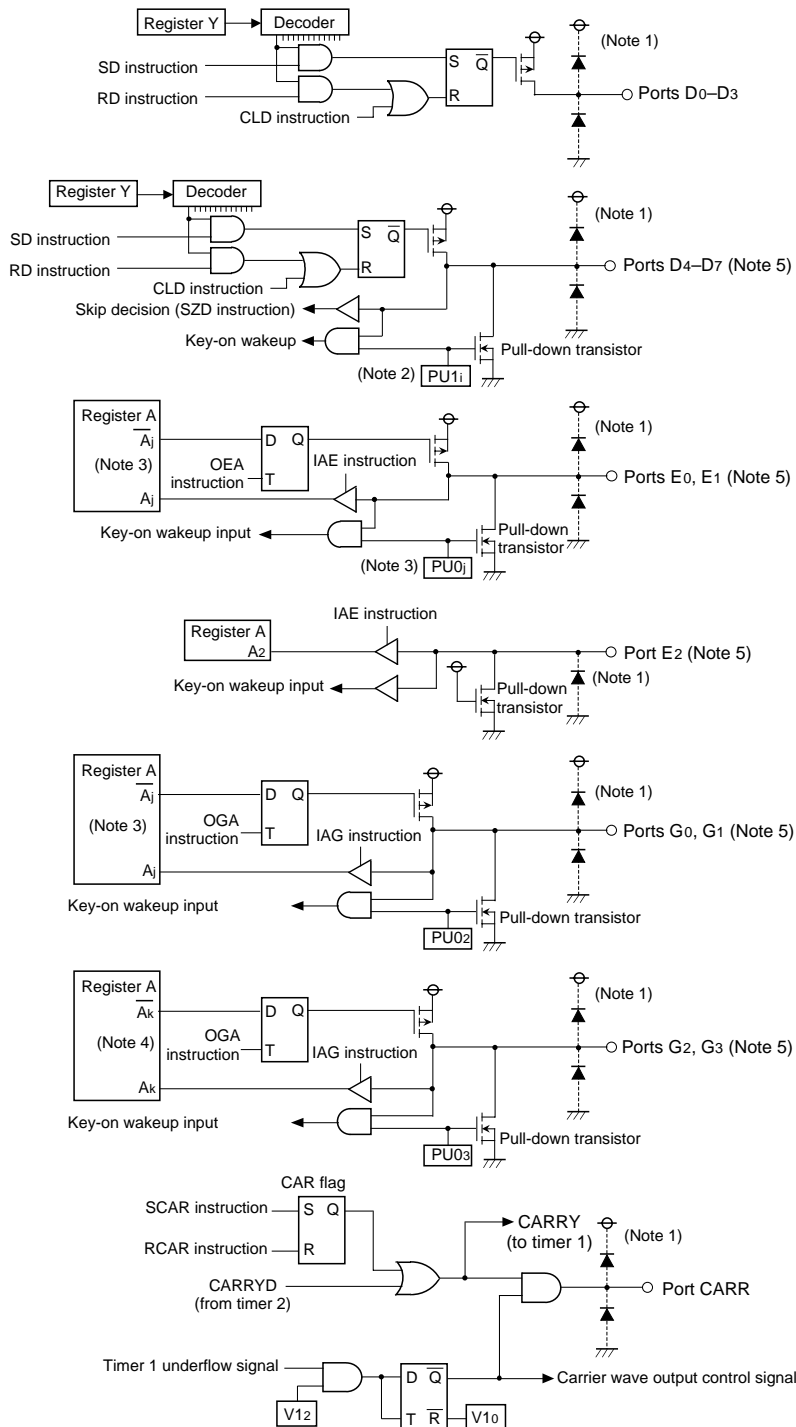 Register Y
Decoder
(Note 1)
SD instruction
S
Q
RD instruction
R
CLD instruction
Ports D0–D3
Register Y
Decoder
(Note 1)
SD instruction
S
Q
RD instruction
R
CLD instruction
Ports D4–D7 (Note 5)
Skip decision (SZD instruction)
Key-on wakeup
Pull-down transistor
(Note 2)
PU1i
Register A
Aj
D
Q
(Note 1)
(Note 3)
OEA
instruction
T
IAE instruction
Aj
Ports E0, E1 (Note 5)
Key-on wakeup input
Pull-down
transistor
(Note 3)
PU0j
IAE instruction
Register A
A2
Port E2 (Note 5)
Key-on wakeup input
Pull-down
transistor
(Note 1)
Register A
Aj
D
Q
(Note 1)
(Note 3)
OGA
instruction
T
IAG instruction
Ports G0, G1 (Note 5)
Aj
Key-on wakeup input
Pull-down transistor
PU02
Register A
Ak
D
Q
(Note 1)
(Note 4)
OGA
instruction
T
IAG instruction
Ports G2, G3 (Note 5)
Ak
Key-on wakeup input
Pull-down transistor
PU03
CAR flag
SCAR instruction
S
Q
CARRY
(to timer 1)
(Note 1)
RCAR instruction
R
CARRYD
(from timer 2)
Port CARR
Timer 1 underflow signal
D
Q
Carrier wave output control signal
V12
T
R
V10